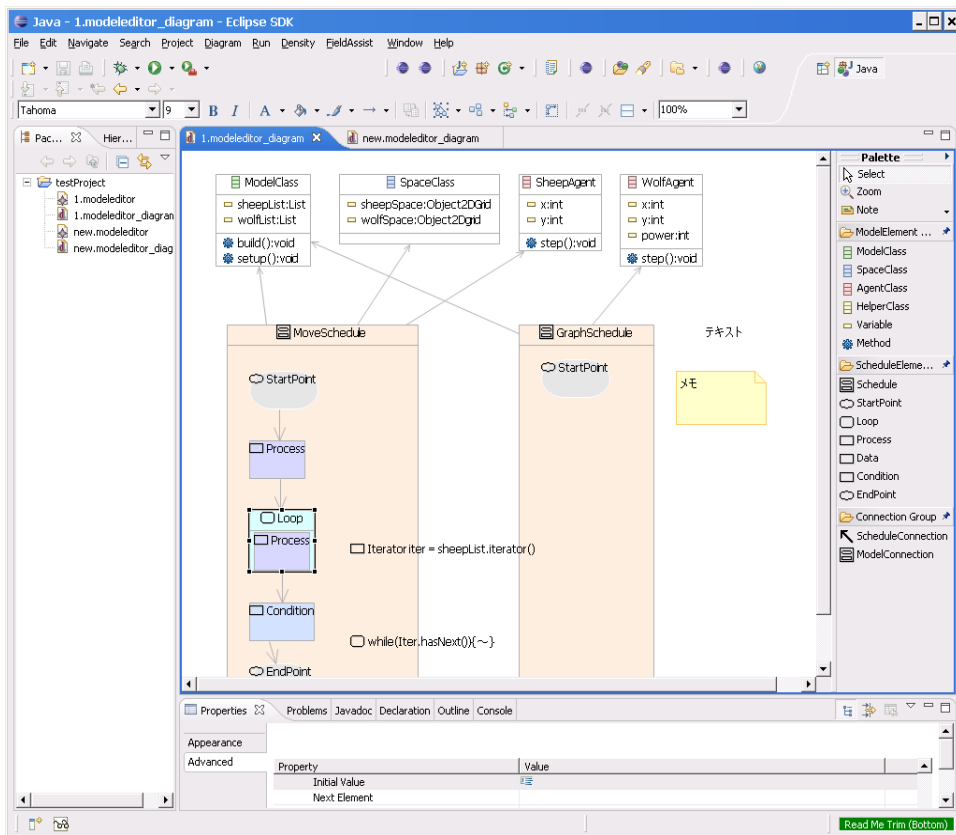 Java - 1.modeleditor_diagram - Eclipse SDK
File Edit Navigate Search Project Diagram Run Density FieldAssist Window Help
Java
Tahoma 9 B I A 100%
Pac... Hier...
1.modeleditor_diagram new.modeleditor_diagram
testProject
1.modeleditor
1.modeleditor_diagran
new.modeleditor
new.modeleditor_diag
ModelClass
sheepList:List
wolfList:List
build():void
setup():void
SpaceClass
sheepSpace:Object2DGrid
wolfSpace:Object2Dgrid
SheepAgent
x:int
y:int
step():void
WolfAgent
x:int
y:int
power:int
step():void
MoveSchedule
StartPoint
Process
Loop
Process
Iterator iter = sheepList.iterator()
Condition
while(Iter.hasNext()){～}
EndPoint
GraphSchedule
StartPoint
テキスト
メモ
Palette
Select
Zoom
Note
ModelElement ...
ModelClass
SpaceClass
AgentClass
HelperClass
Variable
Method
ScheduleEleme...
Schedule
StartPoint
Loop
Process
Data
Condition
EndPoint
Connection Group
ScheduleConnection
ModelConnection
Properties Problems Javadoc Declaration Outline Console
Appearance
Advanced
Property Value
Initial Value
Next Element
Read Me Trim (Bottom)